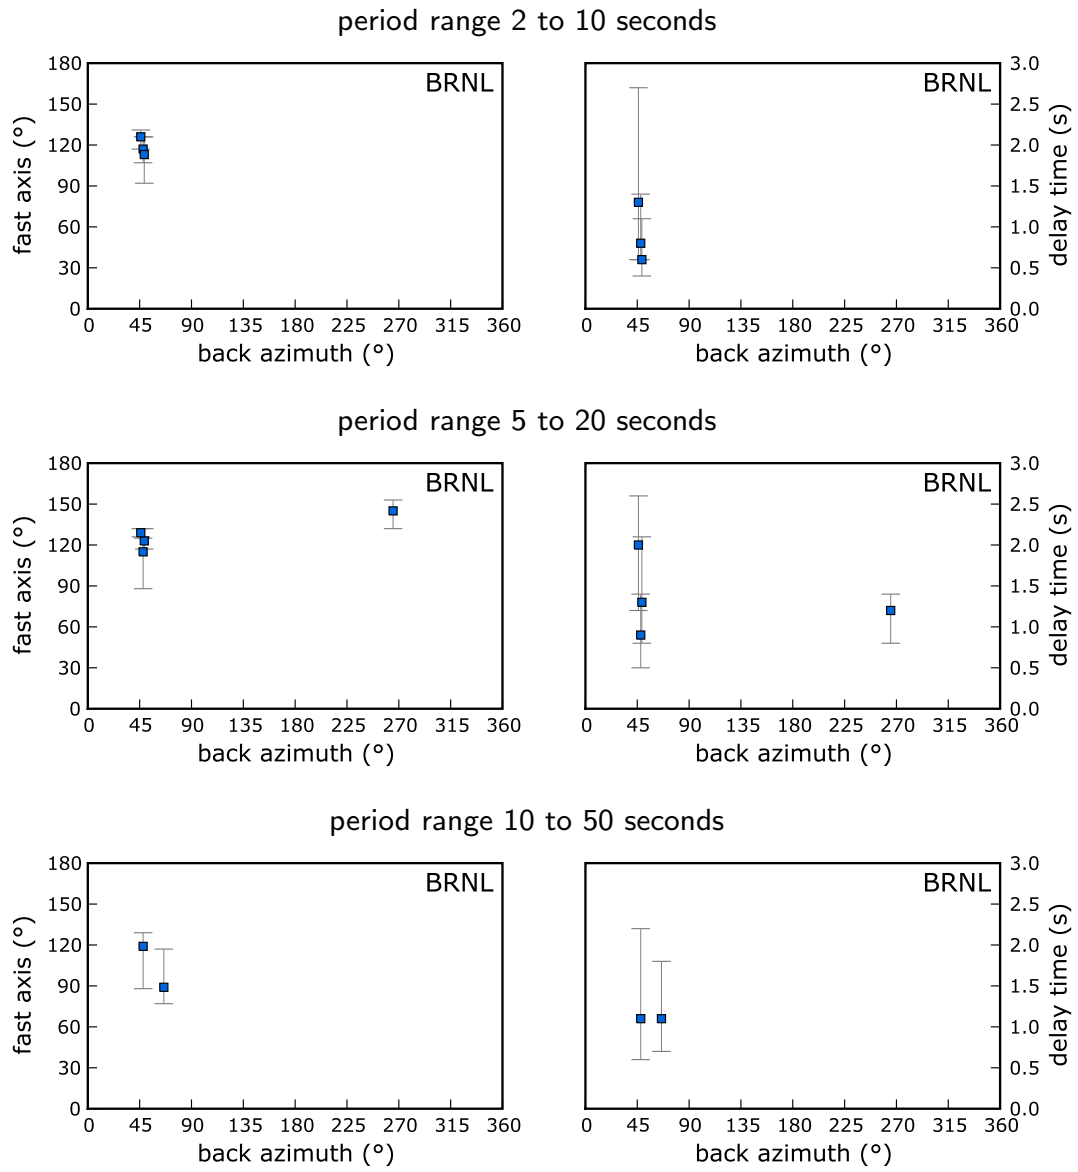 period range 2 to 10 seconds
180 BRNL BRNL 3.0
150 2.5
120 2.0
90 1.5
60 1.0
30 0.5
0 0.0
fast axis (°) delay time (s)
0 45 90 135 180 225 270 315 360 0 45 90 135 180 225 270 315 360
back azimuth (°) back azimuth (°)
period range 5 to 20 seconds
180 BRNL BRNL 3.0
150 2.5
120 2.0
90 1.5
60 1.0
30 0.5
0 0.0
fast axis (°) delay time (s)
0 45 90 135 180 225 270 315 360 0 45 90 135 180 225 270 315 360
back azimuth (°) back azimuth (°)
period range 10 to 50 seconds
180 BRNL BRNL 3.0
150 2.5
120 2.0
90 1.5
60 1.0
30 0.5
0 0.0
fast axis (°) delay time (s)
0 45 90 135 180 225 270 315 360 0 45 90 135 180 225 270 315 360
back azimuth (°) back azimuth (°)